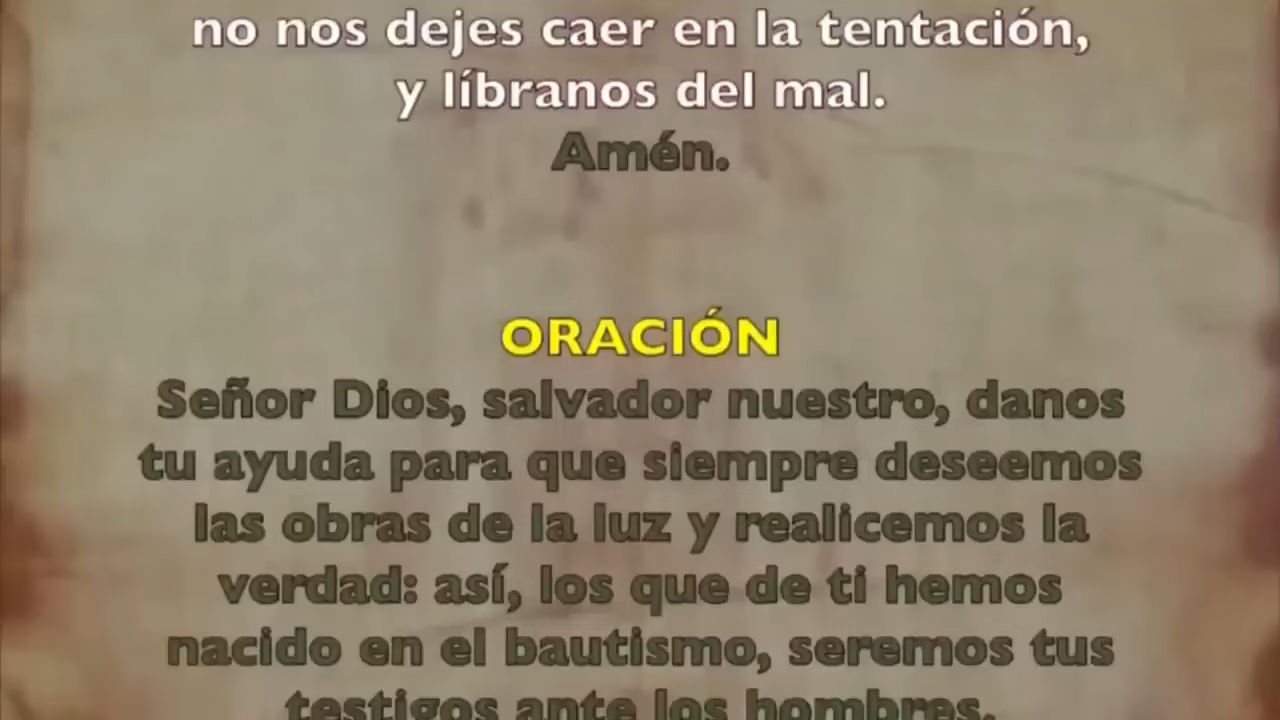 no nos dejes caer en la tentación,
y líbranos del mal.
Amén.
ORACIÓN
Señor Dios, salvador nuestro, danos
tu ayuda para que siempre deseemos
las obras de la luz y realicemos la
verdad: así, los que de ti hemos
nacido en el bautismo, seremos tus
testigos ante los hombres.